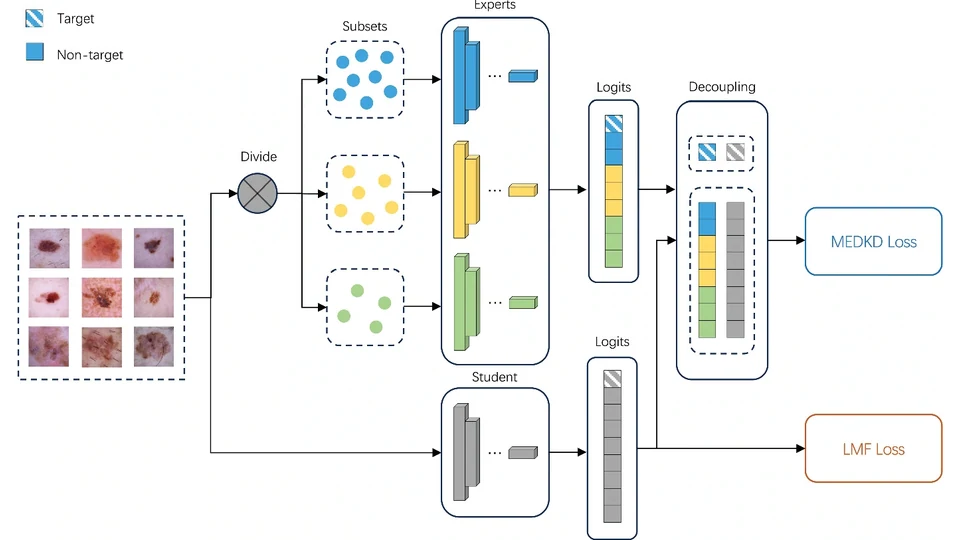 Target
Non-target
Subsets
Experts
Divide
Logits
Decoupling
MEDKD Loss
Student
Logits
LMF Loss